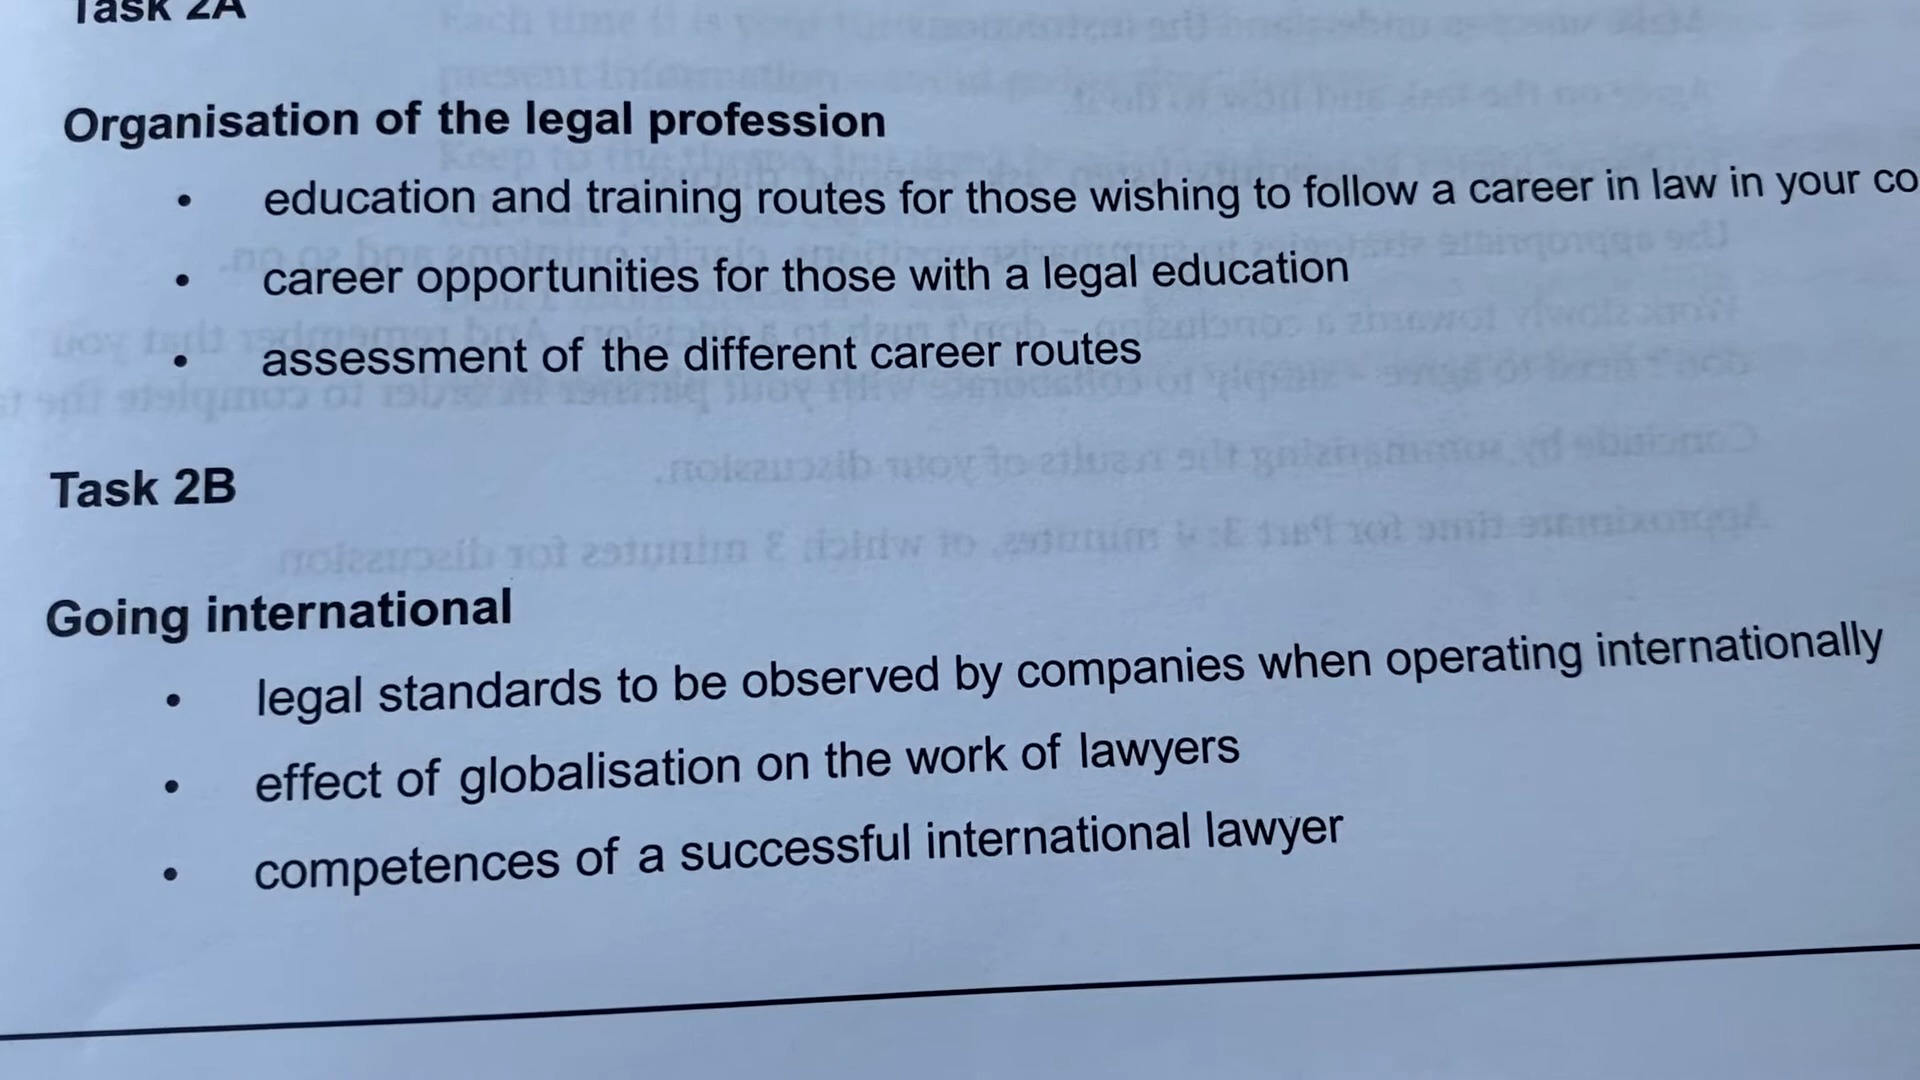 Task 2A
Organisation of the legal profession
• education and training routes for those wishing to follow a career in law in your co
• career opportunities for those with a legal education
• assessment of the different career routes
Task 2B
Going international
• legal standards to be observed by companies when operating internationally
• effect of globalisation on the work of lawyers
• competences of a successful international lawyer